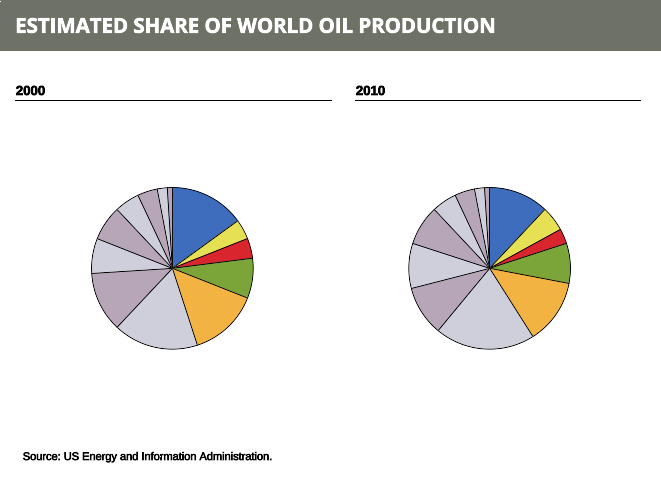 ESTIMATED SHARE OF WORLD OIL PRODUCTION
2000
2010
Source: US Energy and Information Administration.